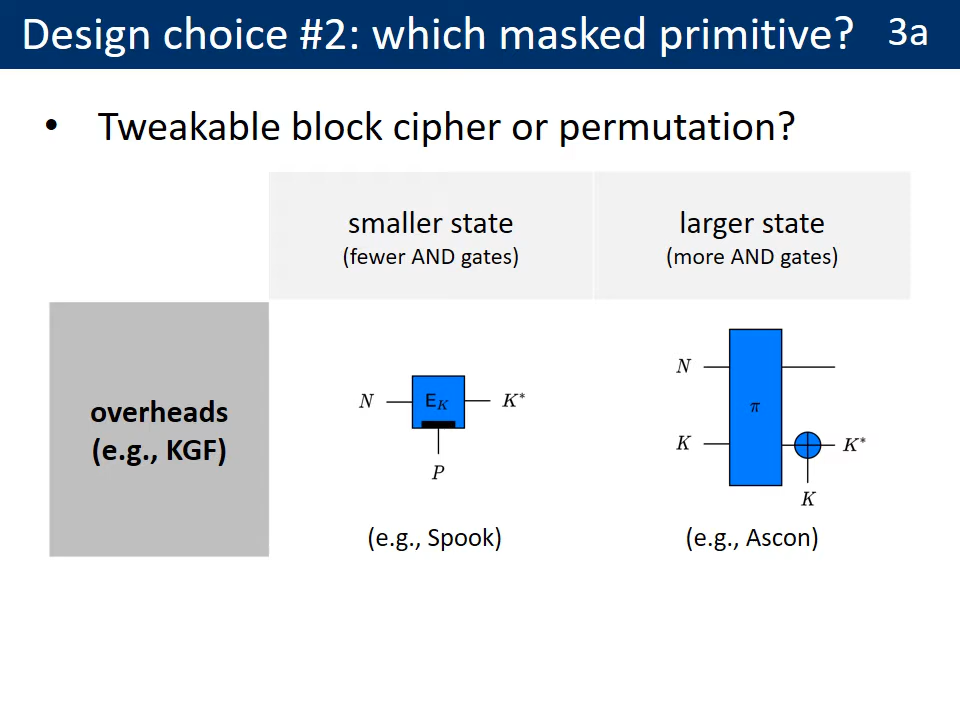 Design choice #2: which masked primitive? 3a
• Tweakable block cipher or permutation?
smaller state
(fewer AND gates)
larger state
(more AND gates)
overheads
(e.g., KGF)
N
E_K
K*
P
(e.g., Spook)
N
π
K
K*
K
(e.g., Ascon)